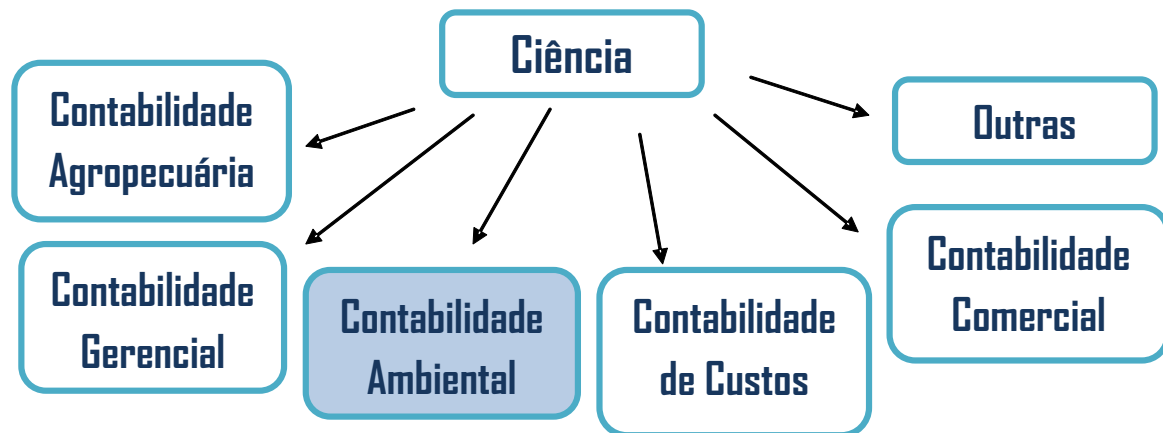 Ciência
Contabilidade
Agropecuária
Outras
Contabilidade
Gerencial
Contabilidade
Ambiental
Contabilidade
de Custos
Contabilidade
Comercial